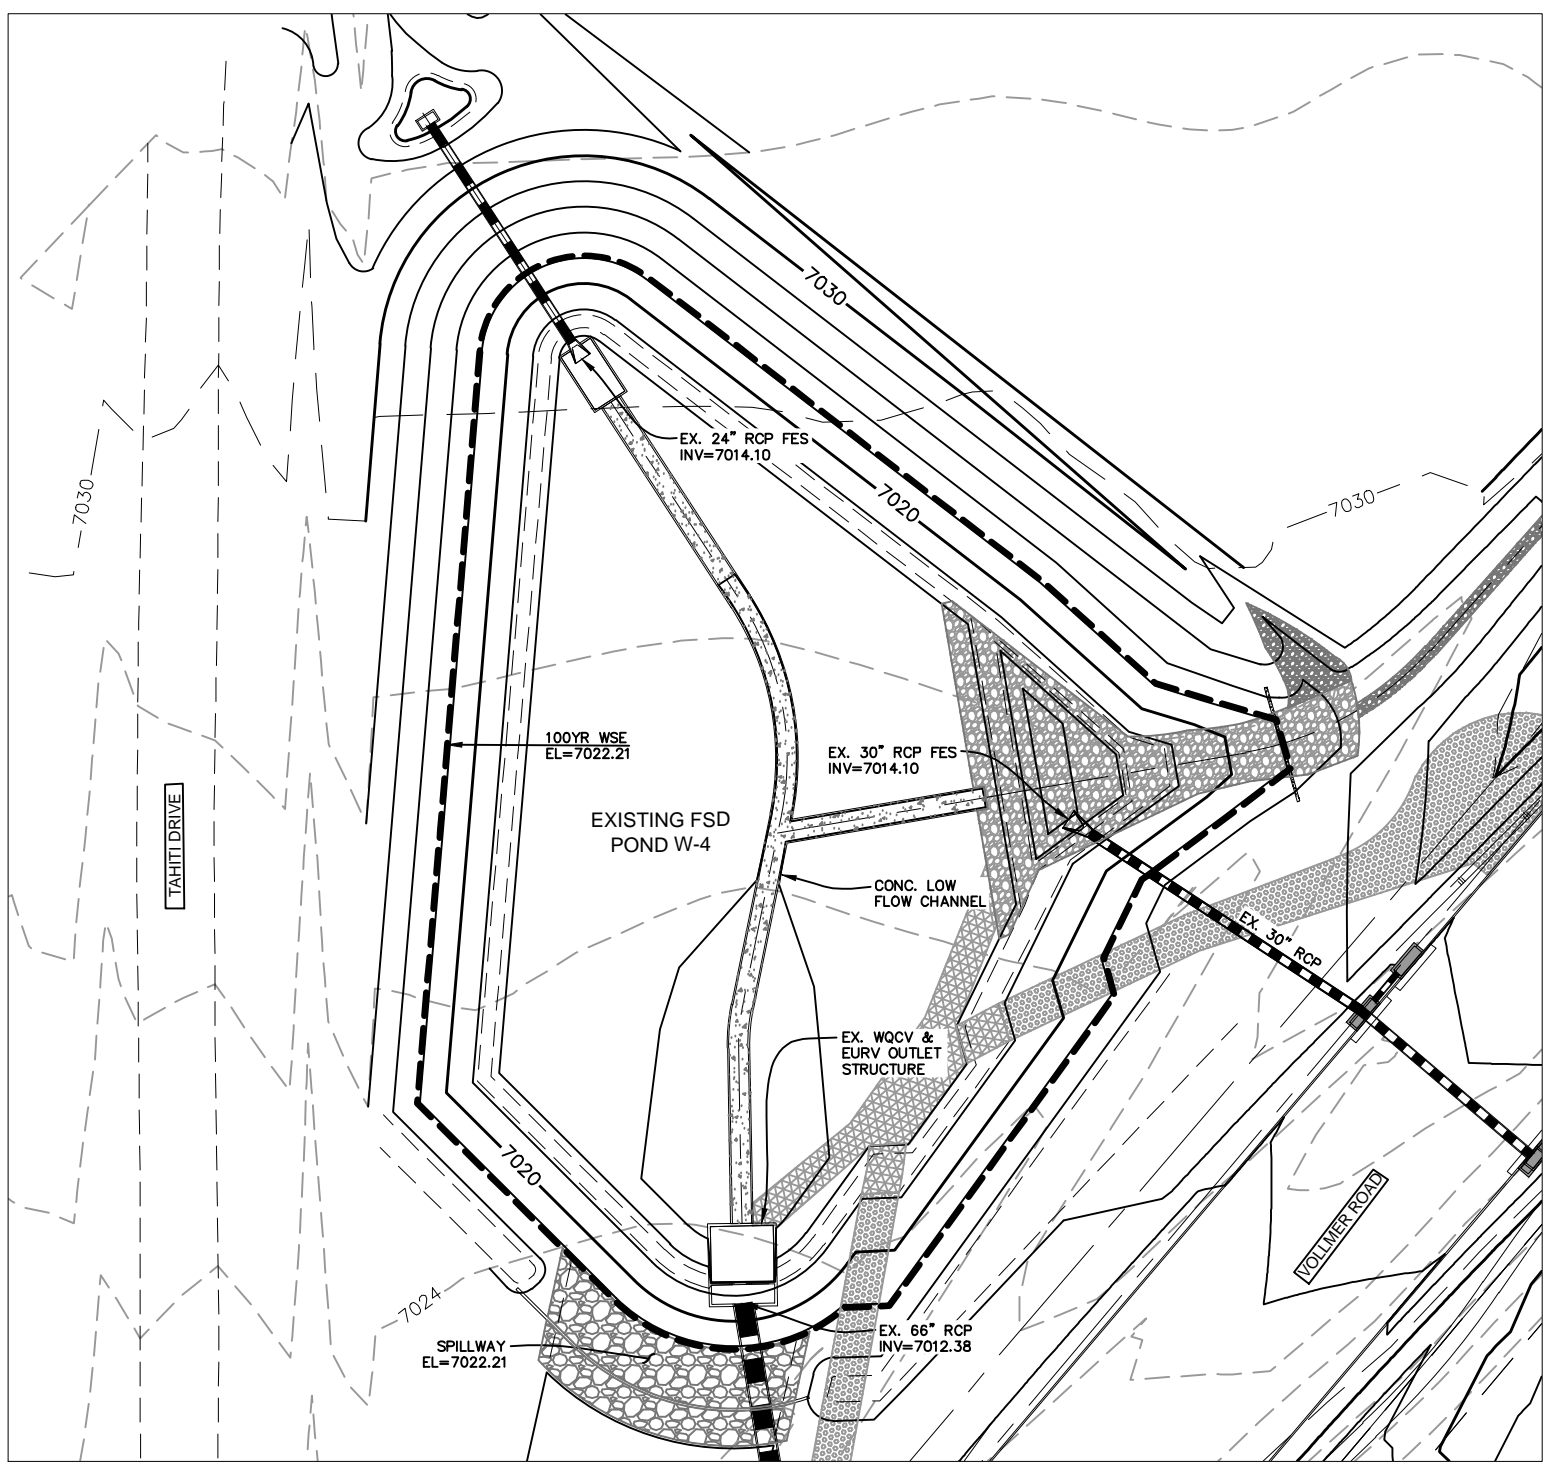 7030
EX. 24" RCP FES
INV=7014.10
7030
7020
7030
100YR WSE
EL=7022.21
EX. 30" RCP FES
INV=7014.10
TAHITI DRIVE
EXISTING FSD
POND W-4
CONC. LOW
FLOW CHANNEL
EX. 30" RCP
EX. WQCV &
EURV OUTLET
STRUCTURE
7020
VOLLMER ROAD
7024
SPILLWAY
EL=7022.21
EX. 66" RCP
INV=7012.38